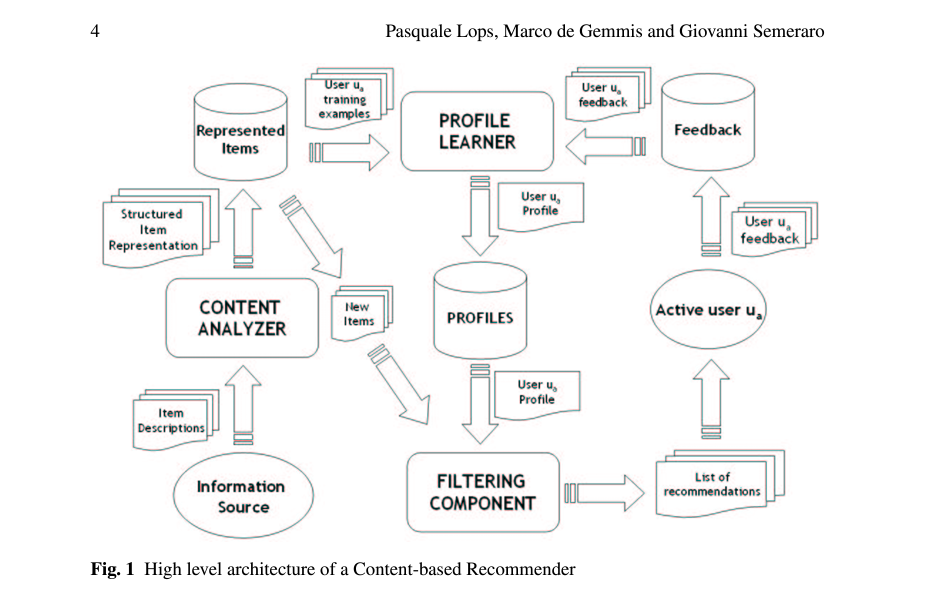 4
Pasquale Lops, Marco de Gemmis and Giovanni Semeraro
User ua
training
examples
User ua
feedback
Represented
Items
PROFILE
LEARNER
Feedback
Structured
Item
Representation
User ua
Profile
User ua
feedback
CONTENT
ANALYZER
New
Items
PROFILES
Active user ua
Item
Descriptions
User ua
Profile
Information
Source
FILTERING
COMPONENT
List of
recommendations
Fig. 1 High level architecture of a Content-based Recommender